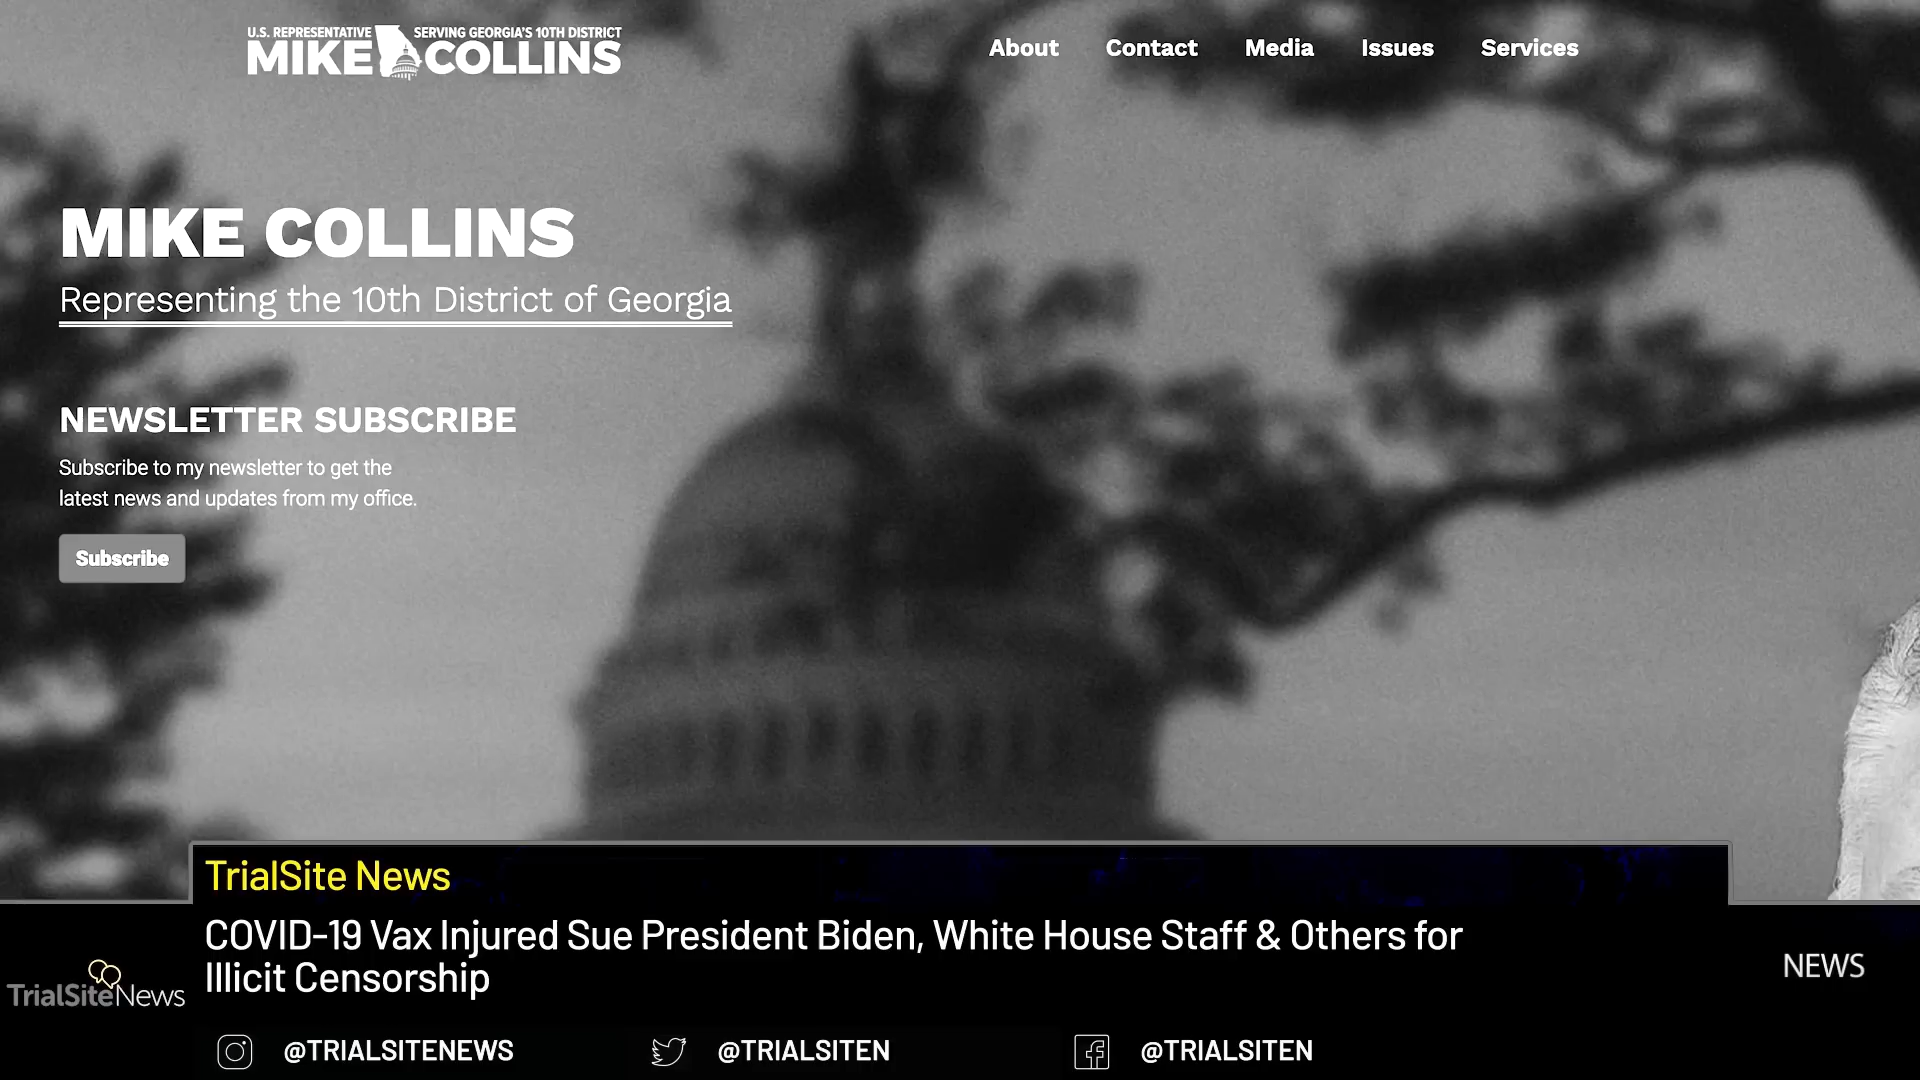 U.S. REPRESENTATIVE SERVING GEORGIA'S 10TH DISTRICT
MIKE COLLINS
About Contact Media Issues Services
MIKE COLLINS
Representing the 10th District of Georgia
NEWSLETTER SUBSCRIBE
Subscribe to my newsletter to get the
latest news and updates from my office.
Subscribe
TrialSite News
COVID-19 Vax Injured Sue President Biden, White House Staff & Others for
Illicit Censorship
TrialSiteNews
NEWS
@TRIALSITENEWS @TRIALSITEN @TRIALSITEN